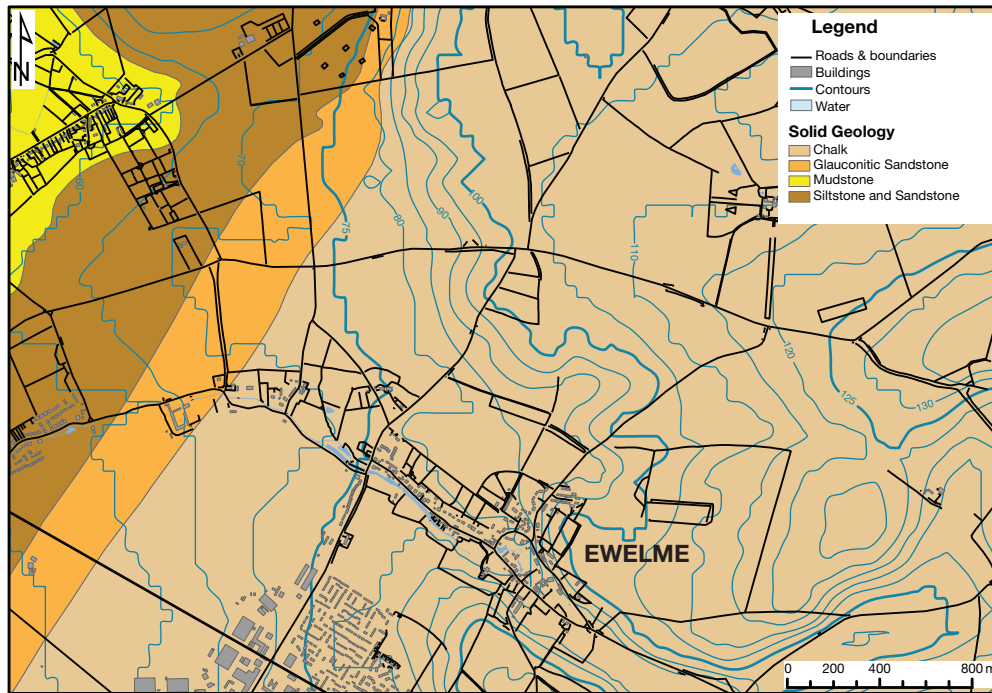 N
Legend
Roads & boundaries
Buildings
Contours
Water
Solid Geology
Chalk
Glauconitic Sandstone
Mudstone
Siltstone and Sandstone
60
70
75
80
90
100
110
120
125
130
EWELME
0 200 400 800 m